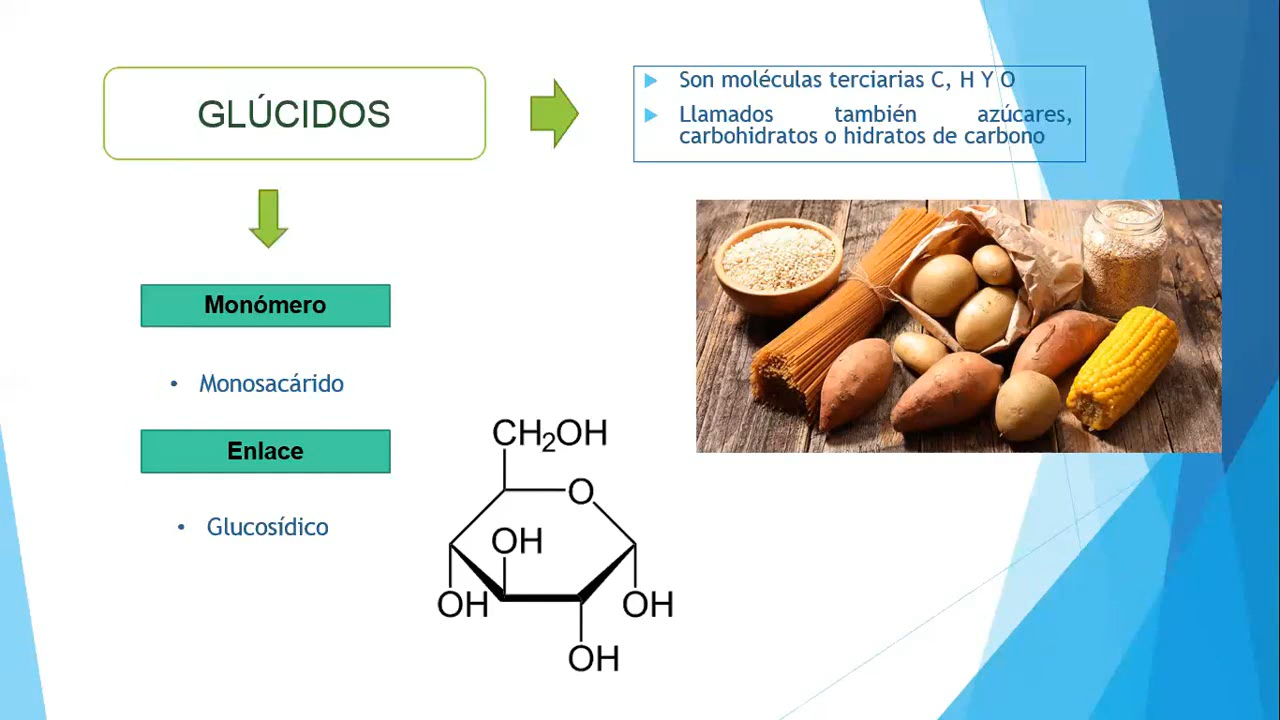 GLÚCIDOS
Son moléculas terciarias C, H Y O
Llamados también azúcares,
carbohidratos o hidratos de carbono
Monómero
• Monosacárido
Enlace
• Glucosídico
CH₂OH
O
OH
OH
OH
OH